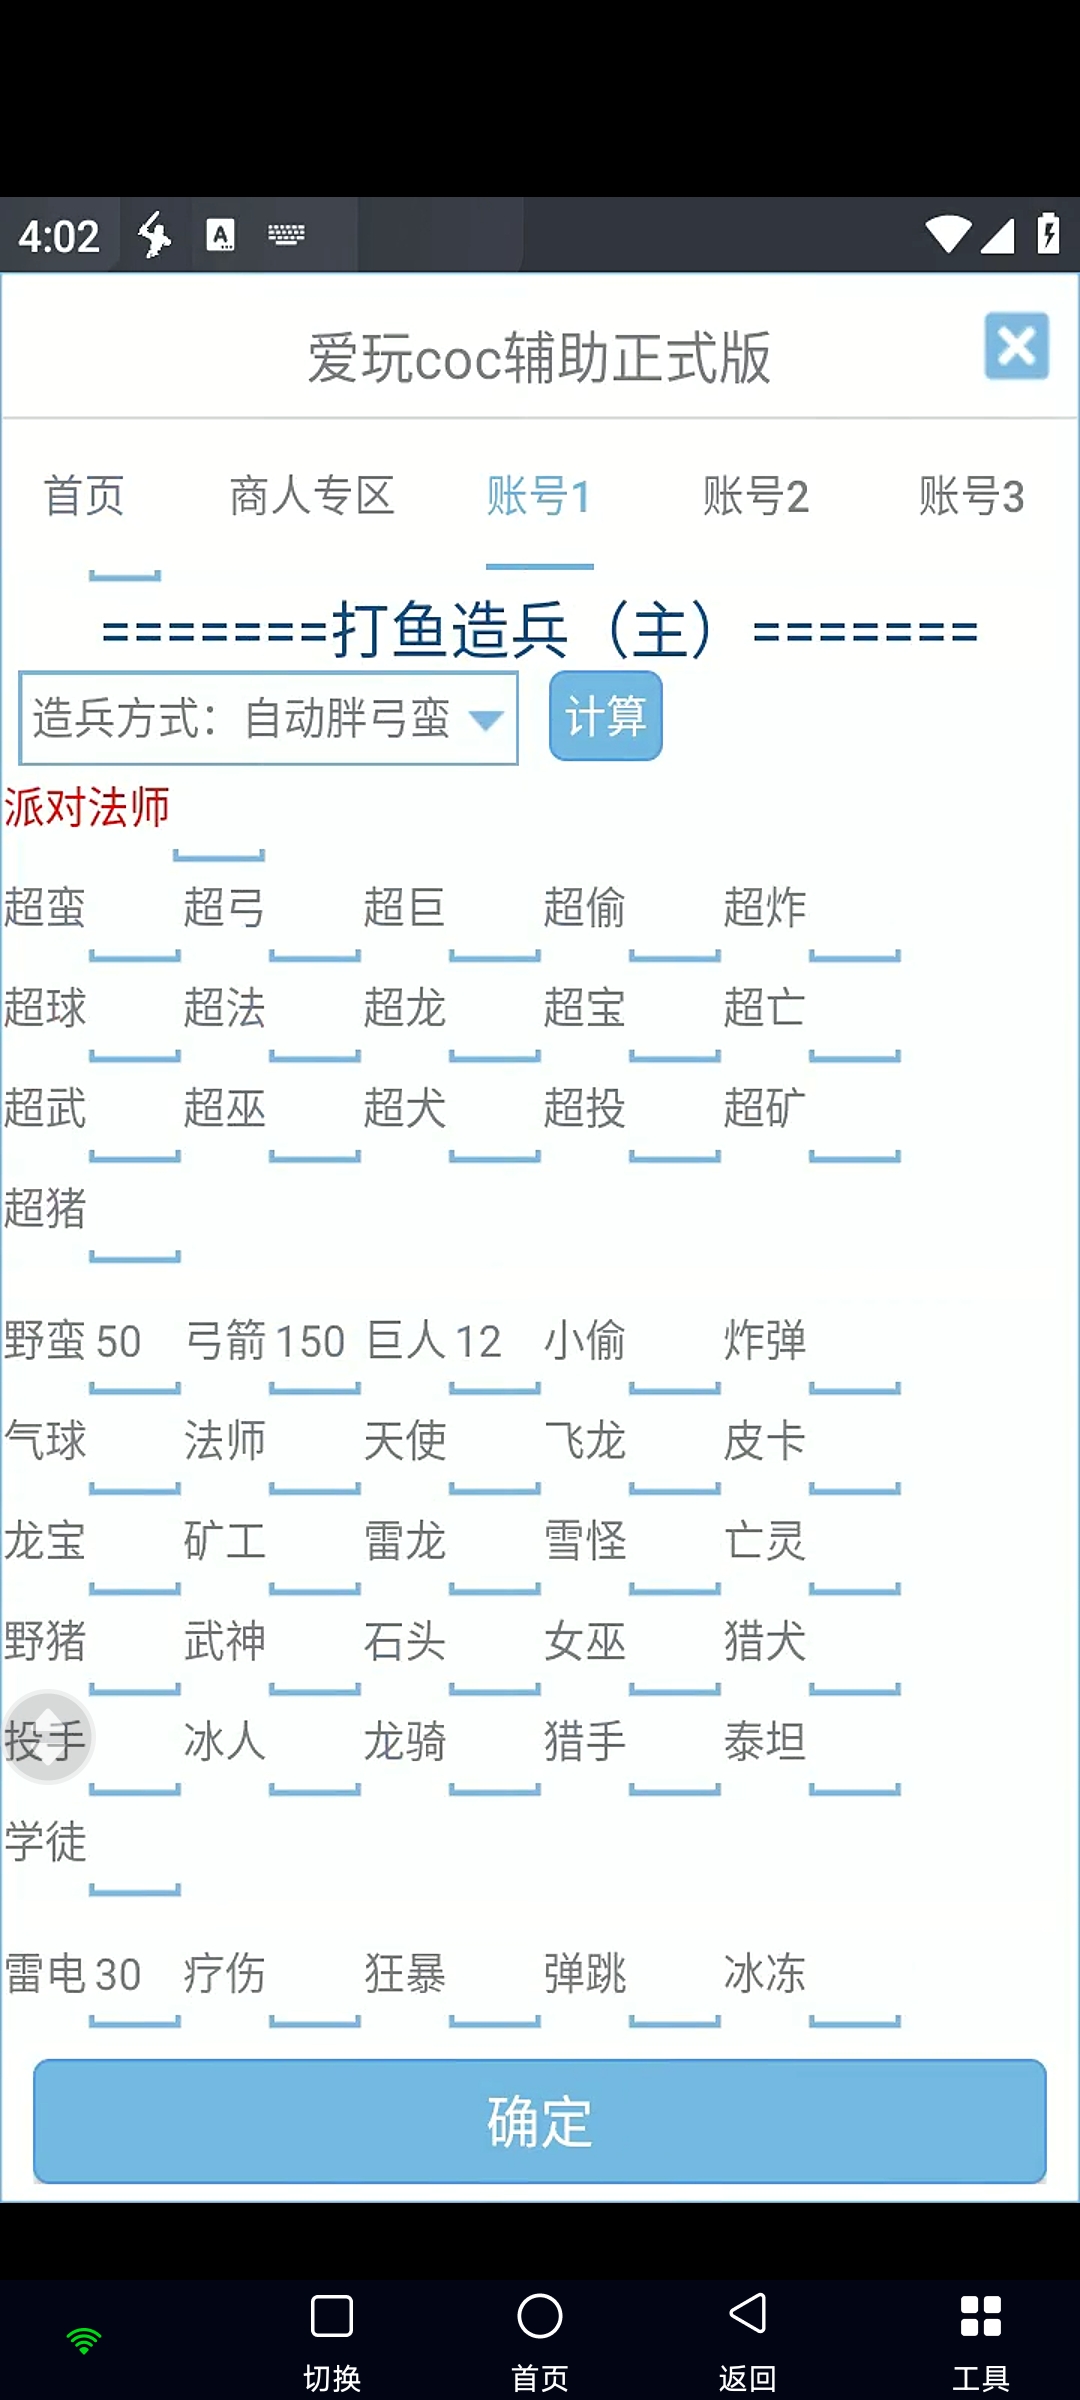 4:02
爱玩coc辅助正式版
首页 商人专区 账号1 账号2 账号3
=======打鱼造兵（主）=======
造兵方式：自动胖弓蛮 计算
派对法师
超蛮 超弓 超巨 超偷 超炸
超球 超法 超龙 超宝 超亡
超武 超巫 超犬 超投 超矿
超猪
野蛮 50 弓箭 150 巨人 12 小偷 炸弹
气球 法师 天使 飞龙 皮卡
龙宝 矿工 雷龙 雪怪 亡灵
野猪 武神 石头 女巫 猎犬
投手 冰人 龙骑 猎手 泰坦
学徒
雷电 30 疗伤 狂暴 弹跳 冰冻
确定
切换 首页 返回 工具